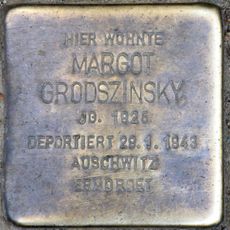 HIER WOHNTE
MARGOT
GRODSZINSKY
JG. 1926
DEPORTIERT 29.1.1943
AUSCHWITZ
ERMORDET